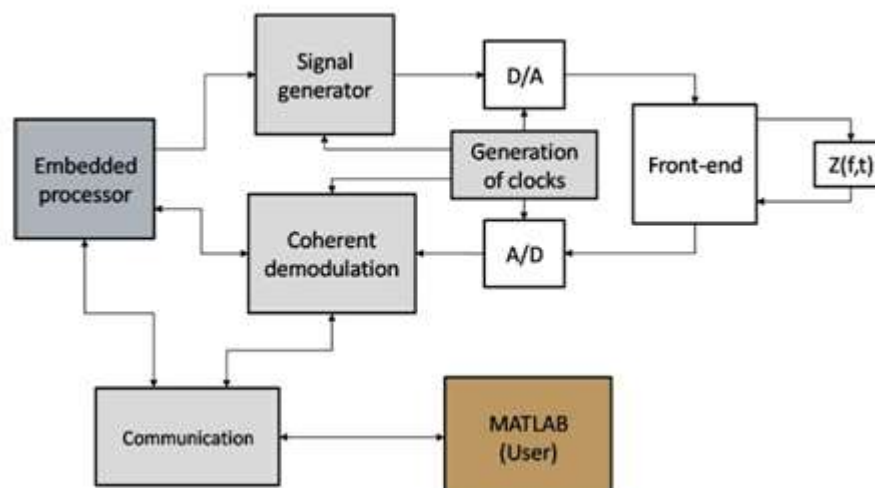 Signal
generator
D/A
Embedded
processor
Generation
of clocks
Front-end
Z(f,t)
Coherent
demodulation
A/D
Communication
MATLAB
(User)